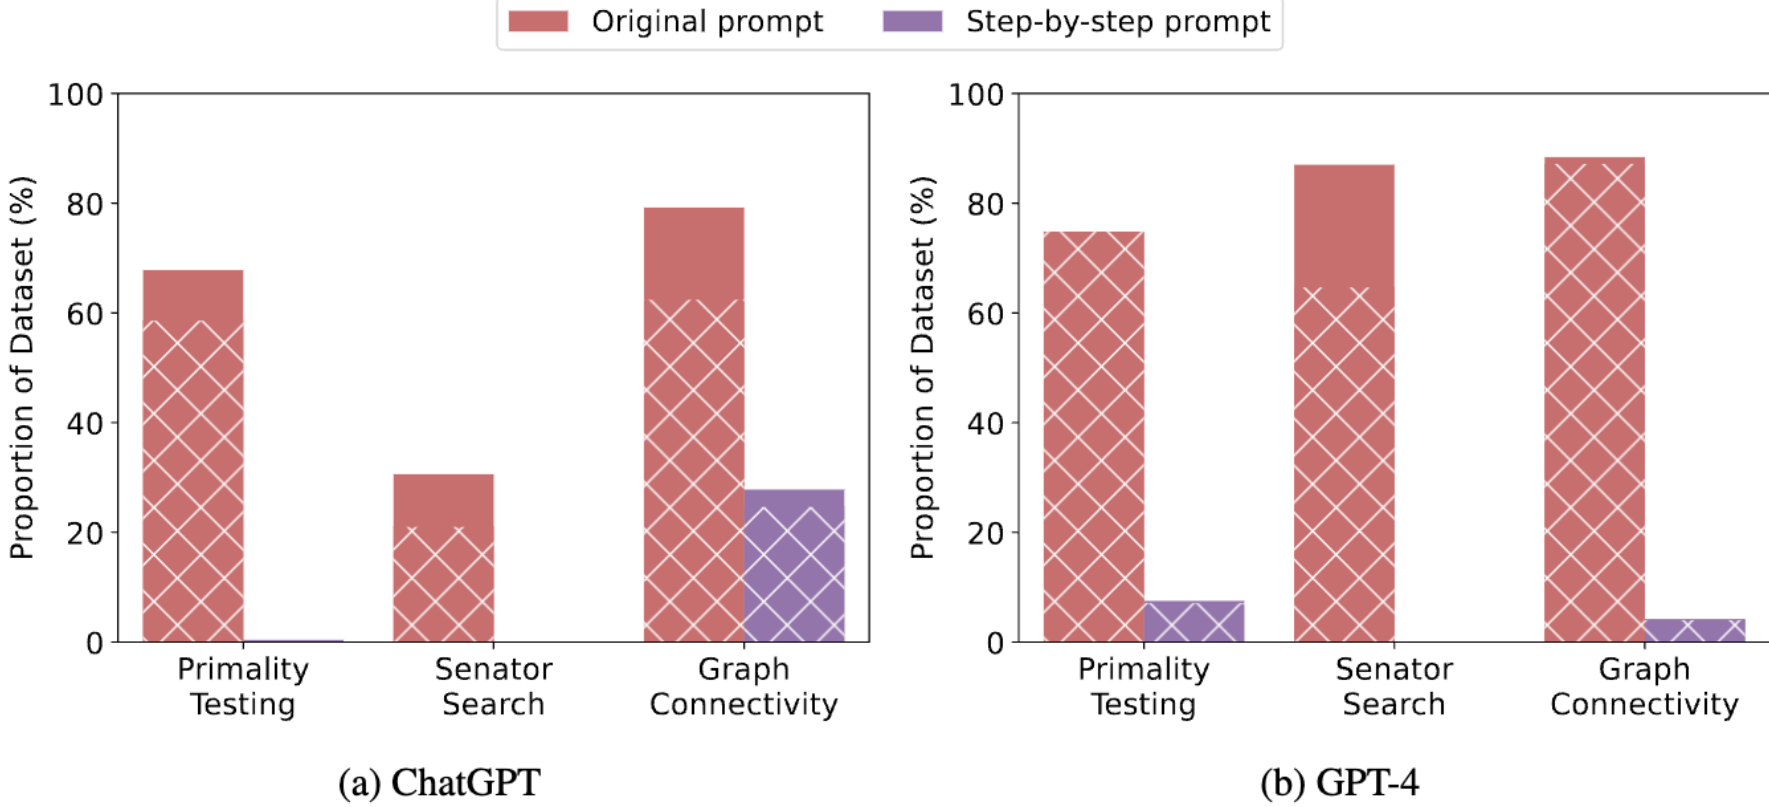 Original prompt
Step-by-step prompt
Proportion of Dataset (%)
100
80
60
40
20
0
Primality
Testing
Senator
Search
Graph
Connectivity
(a) ChatGPT
Proportion of Dataset (%)
100
80
60
40
20
0
Primality
Testing
Senator
Search
Graph
Connectivity
(b) GPT-4